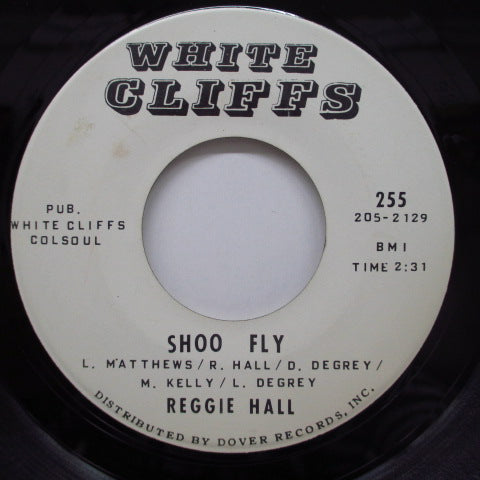 WHITE
CLIFFS
PUB.
WHITE CLIFFS
COLSOUL
255
205-2129
BMI
TIME 2:31
SHOO FLY
L. MATTHEWS/R. HALL/D. DEGREY/
M. KELLY/L. DEGREY
REGGIE HALL
DISTRIBUTED BY DOVER RECORDS, INC.